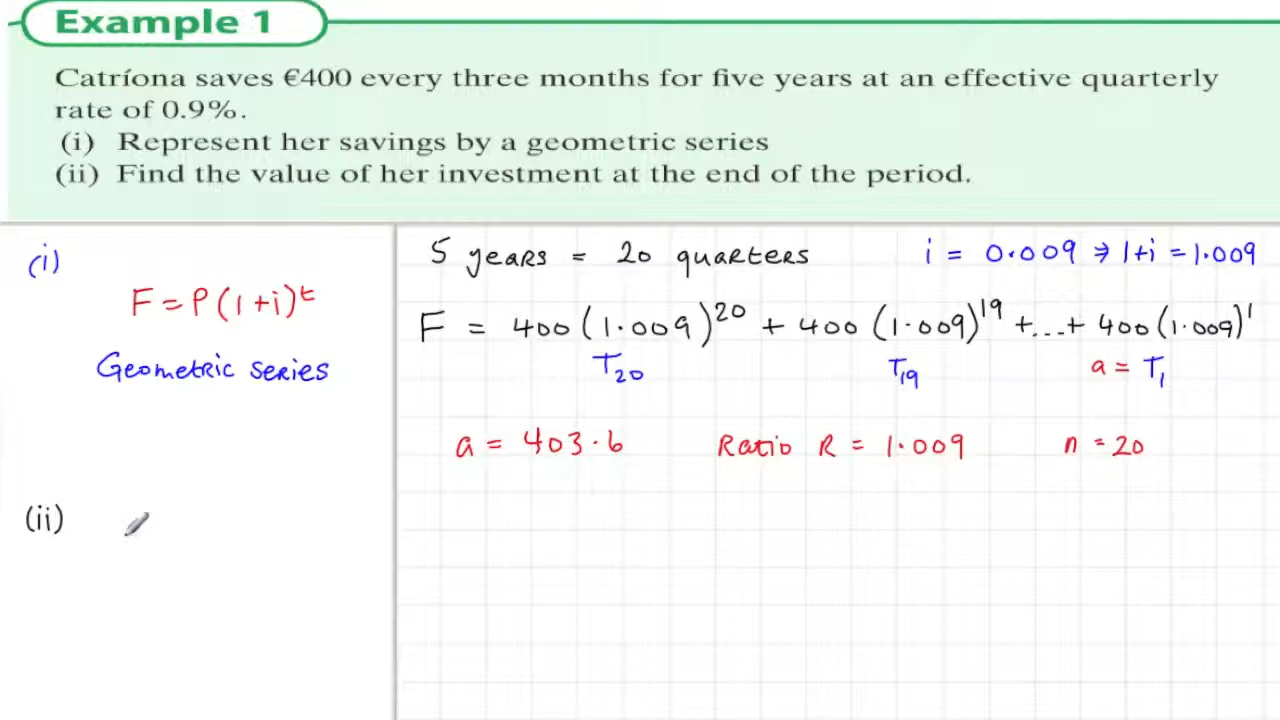 Example 1
Catríona saves €400 every three months for five years at an effective quarterly
rate of 0.9%.
(i) Represent her savings by a geometric series
(ii) Find the value of her investment at the end of the period.
(i)
F = P(1+i)^t
Geometric series
5 years = 20 quarters i = 0.009 ⇒ 1+i = 1.009
F = 400(1.009)^20 + 400(1.009)^19 +...+ 400(1.009)^1
T₂₀ T₁₉ a = T₁
a = 403.6 Ratio R = 1.009 n = 20
(ii)